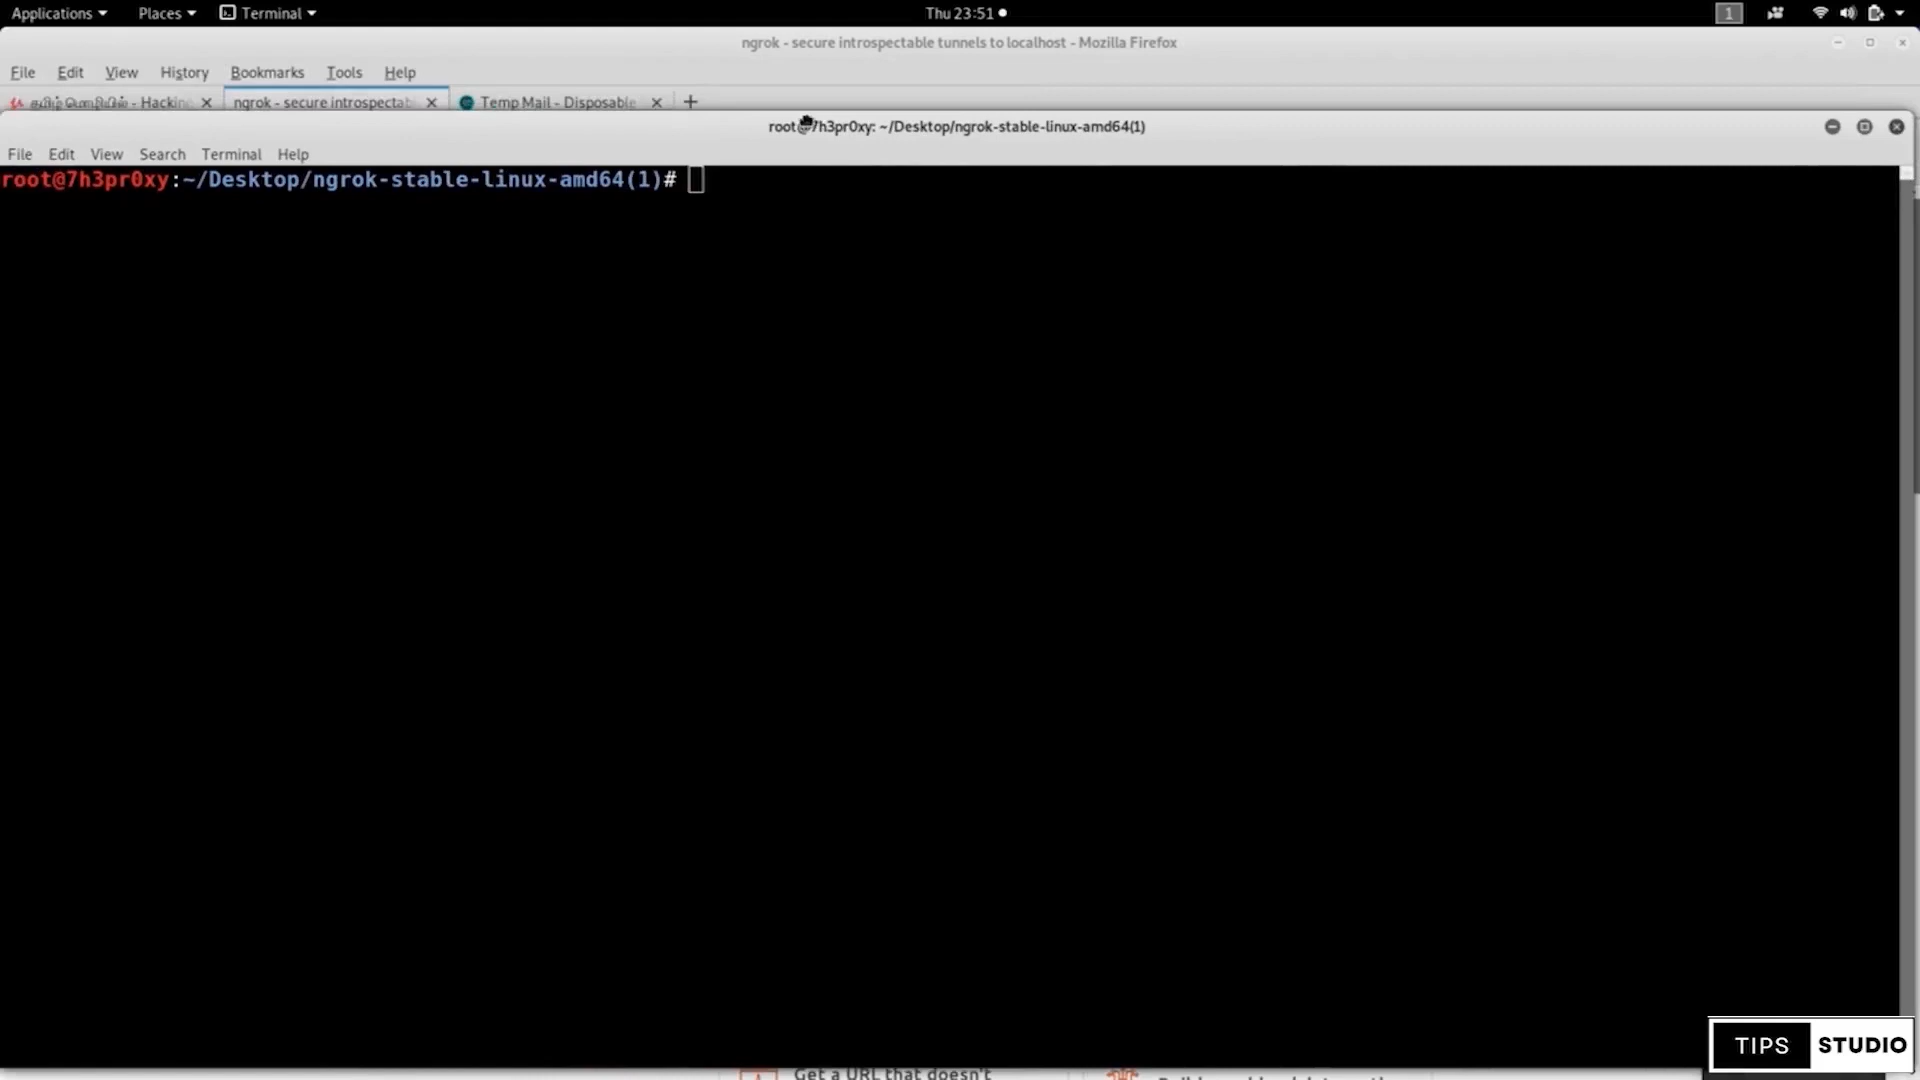 Applications Places Terminal Thu 23:51 1
ngrok - secure introspectable tunnels to localhost - Mozilla Firefox
File Edit View History Bookmarks Tools Help
தமிழ் - Hacking ngrok - secure introspectab Temp Mail - Disposable
root@7h3pr0xy: ~/Desktop/ngrok-stable-linux-amd64(1)
File Edit View Search Terminal Help
root@7h3pr0xy:~/Desktop/ngrok-stable-linux-amd64(1)#
Get a URL that doesn't
TIPS STUDIO